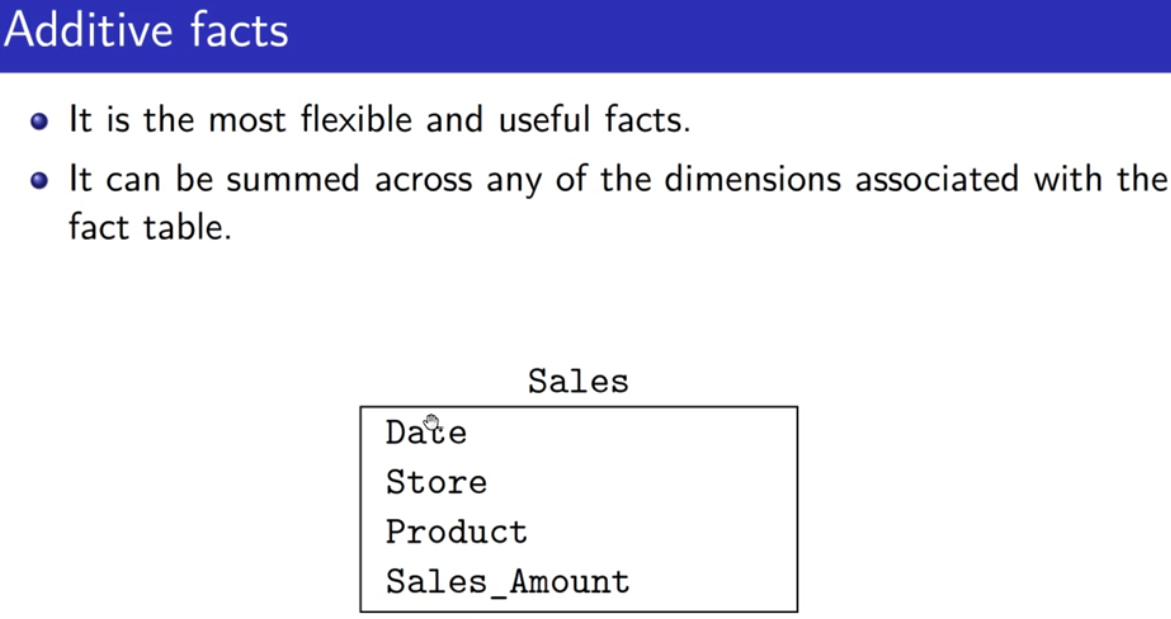 Additive facts
It is the most flexible and useful facts.
It can be summed across any of the dimensions associated with the
fact table.
Sales
Date
Store
Product
Sales_Amount